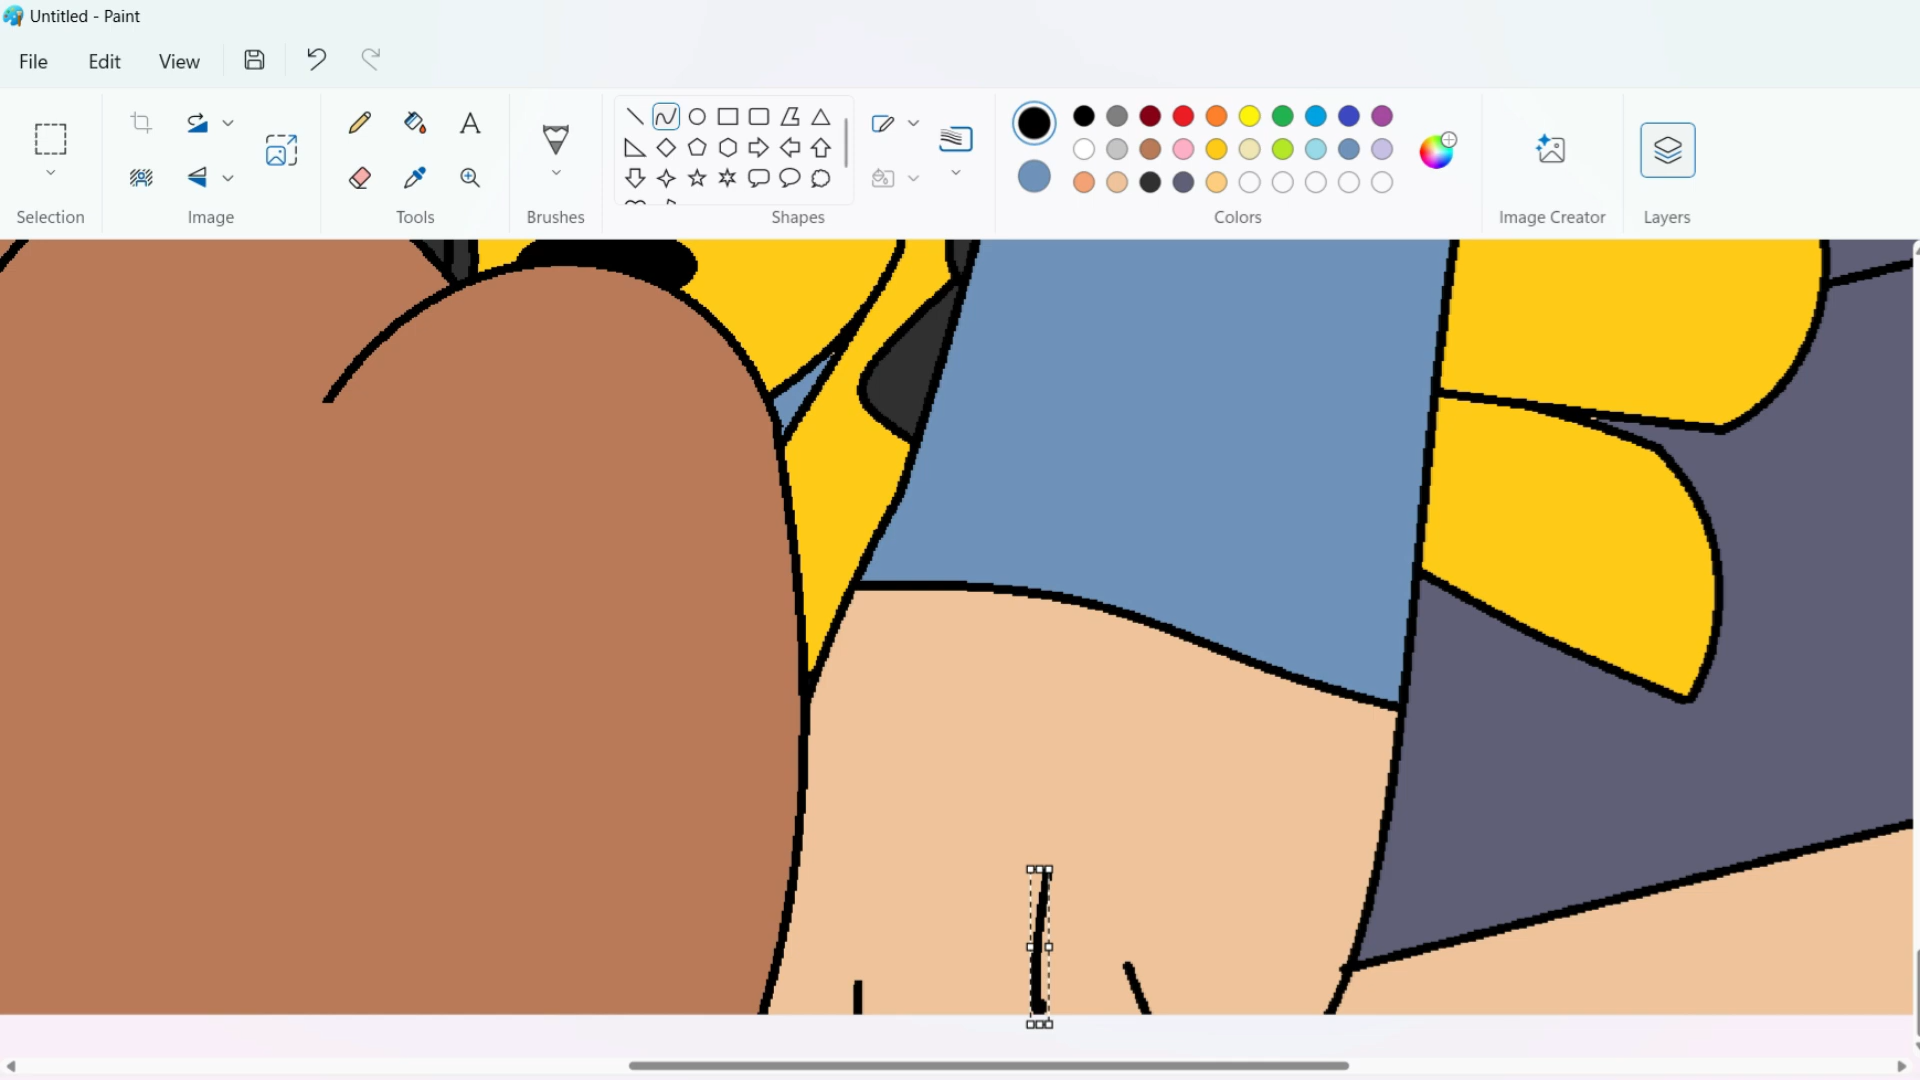 Untitled - Paint
File Edit View
Selection Image Tools Brushes Shapes Colors Image Creator Layers